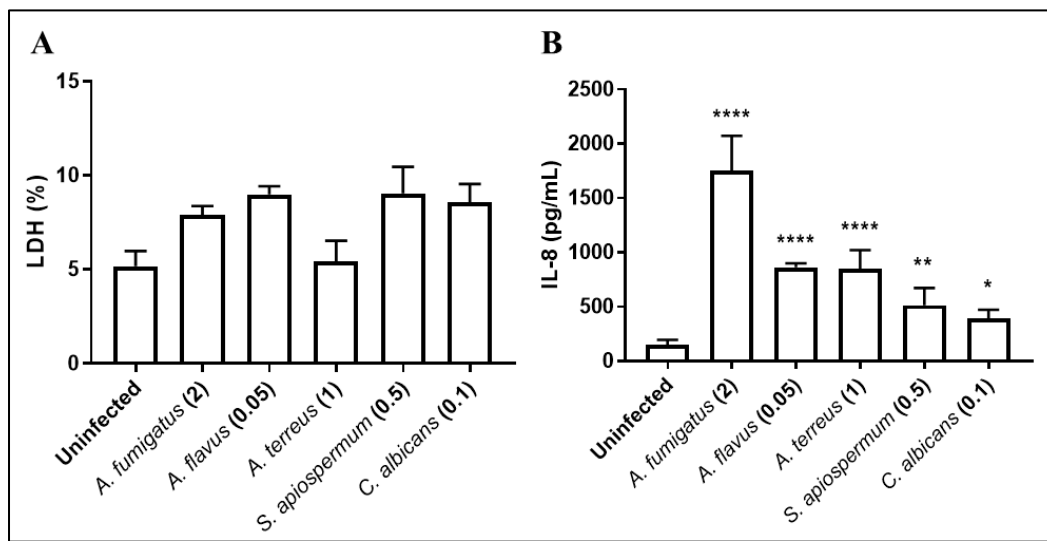 A
LDH (%)
15
10
5
0
Uninfected
A. fumigatus (2)
A. flavus (0.05)
A. terreus (1)
S. apiospermum (0.5)
C. albicans (0.1)
B
IL-8 (pg/mL)
2500
2000
1500
1000
500
0
****
****
****
**
*
Uninfected
A. fumigatus (2)
A. flavus (0.05)
A. terreus (1)
S. apiospermum (0.5)
C. albicans (0.1)